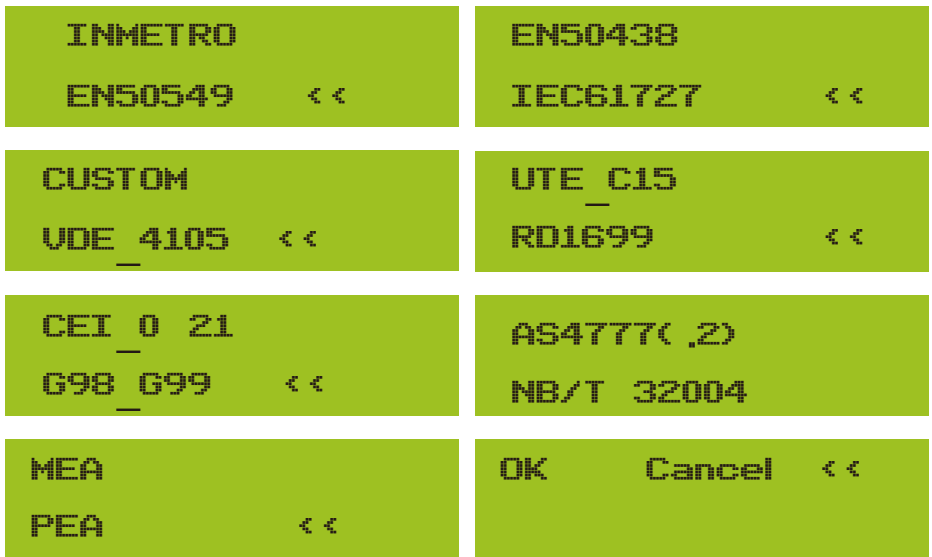 INMETRO
EN50549 <<
EN50438
IEC61727 <<
CUSTOM
VDE_4105 <<
UTE_C15
RD1699 <<
CEI_0 21
G98_G99 <<
AS4777( .2)
NB/T 32004
MEA
PEA <<
OK Cancel <<